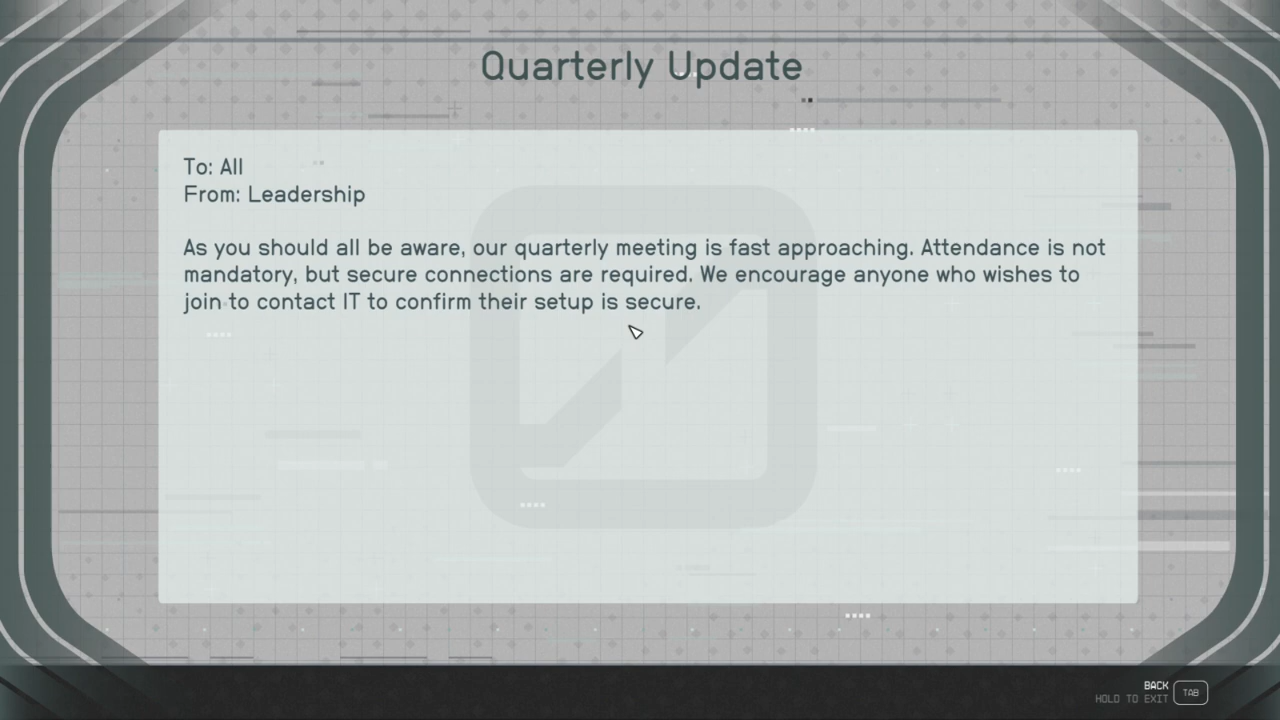 Quarterly Update
To: All
From: Leadership
As you should all be aware, our quarterly meeting is fast approaching. Attendance is not
mandatory, but secure connections are required. We encourage anyone who wishes to
join to contact IT to confirm their setup is secure.
BACK
HOLD TO EXIT TAB